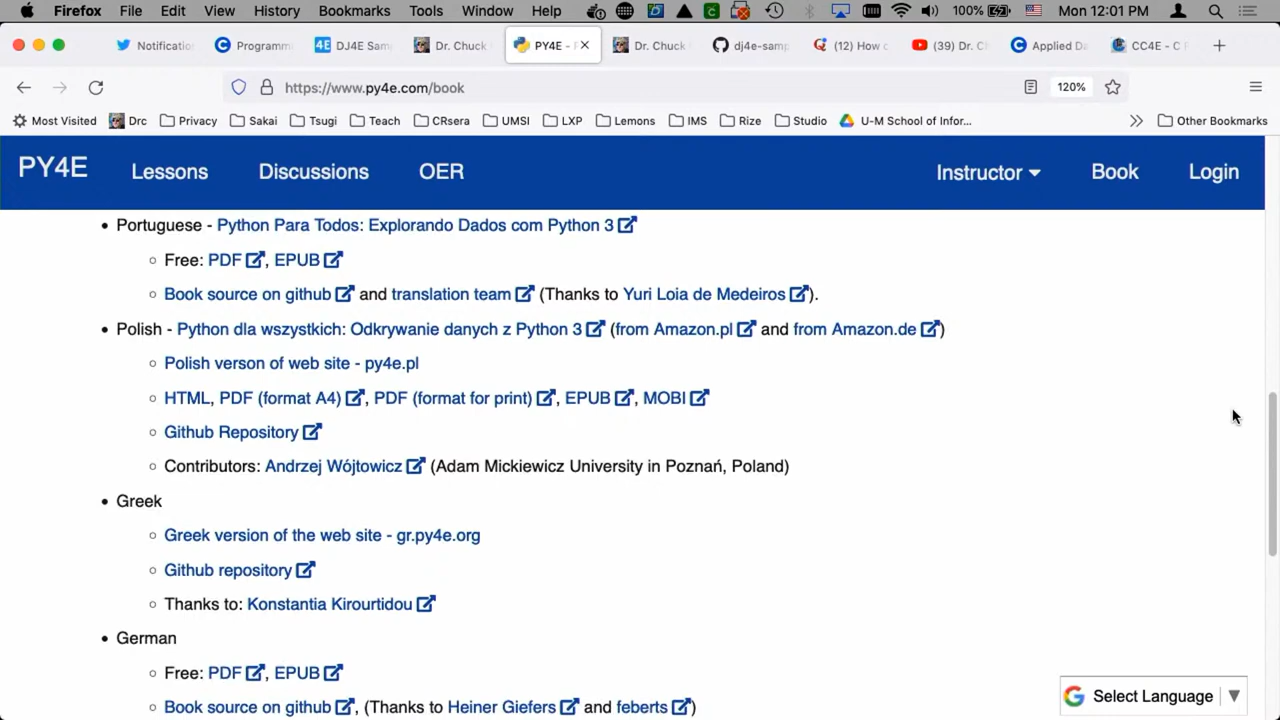 Firefox File Edit View History Bookmarks Tools Window Help 100% Mon 12:01 PM
Notificatio Programm DJ4E Sam Dr. Chuck PY4E - F Dr. Chuck dj4e-samp (12) How c (39) Dr. C Applied Da CC4E - C
https://www.py4e.com/book 120%
Most Visited Drc Privacy Sakai Tsugi Teach CRsera UMSI LXP Lemons IMS Rize Studio U-M School of Infor... Other Bookmarks
PY4E Lessons Discussions OER Instructor Book Login
Portuguese - Python Para Todos: Explorando Dados com Python 3
Free: PDF, EPUB
Book source on github and translation team (Thanks to Yuri Loia de Medeiros).
Polish - Python dla wszystkich: Odkrywanie danych z Python 3 (from Amazon.pl and from Amazon.de)
Polish verson of web site - py4e.pl
HTML, PDF (format A4), PDF (format for print), EPUB, MOBI
Github Repository
Contributors: Andrzej Wójtowicz (Adam Mickiewicz University in Poznań, Poland)
Greek
Greek version of the web site - gr.py4e.org
Github repository
Thanks to: Konstantia Kirourtidou
German
Free: PDF, EPUB
Select Language
Book source on github, (Thanks to Heiner Giefers and feberts)